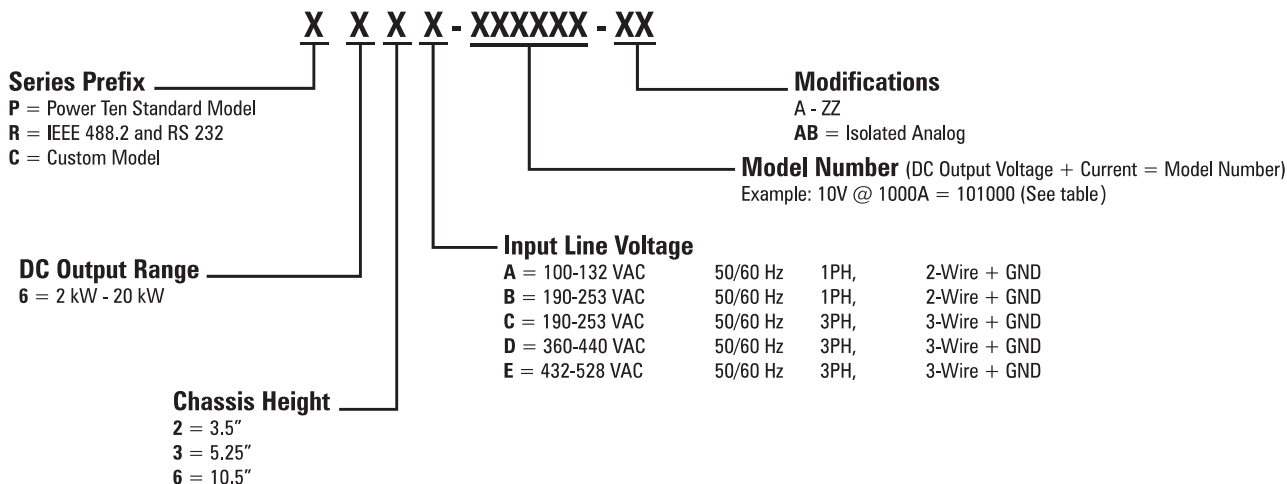 X X X X - XXXXXX - XX
Series Prefix
P = Power Ten Standard Model
R = IEEE 488.2 and RS 232
C = Custom Model
Modifications
A - ZZ
AB = Isolated Analog
Model Number (DC Output Voltage + Current = Model Number)
Example: 10V @ 1000A = 101000 (See table)
DC Output Range
6 = 2 kW - 20 kW
Input Line Voltage
A = 100-132 VAC 50/60 Hz 1PH, 2-Wire + GND
B = 190-253 VAC 50/60 Hz 1PH, 2-Wire + GND
C = 190-253 VAC 50/60 Hz 3PH, 3-Wire + GND
D = 360-440 VAC 50/60 Hz 3PH, 3-Wire + GND
E = 432-528 VAC 50/60 Hz 3PH, 3-Wire + GND
Chassis Height
2 = 3.5″
3 = 5.25″
6 = 10.5″